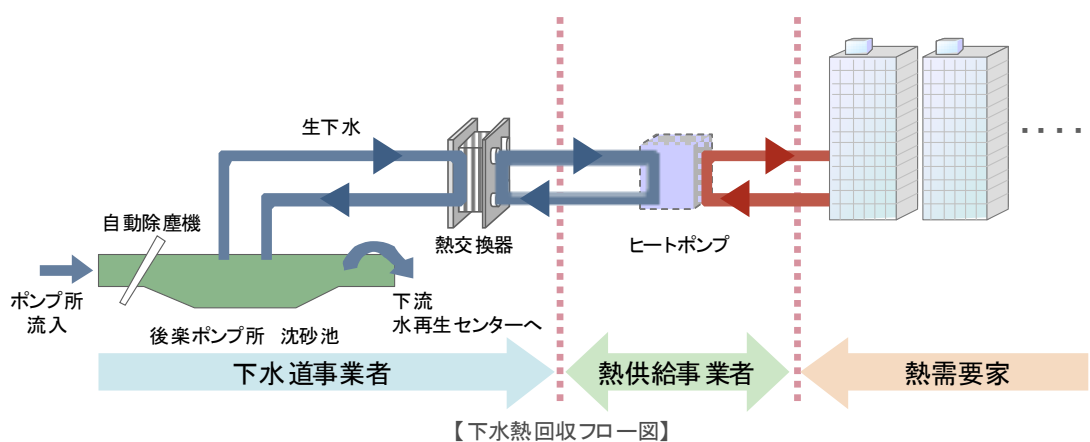 生下水
自動除塵機
熱交換器
ヒートポンプ
ポンプ所
流入
下流
水再生センターへ
後楽ポンプ所 沈砂池
下水道事業者
熱供給事業者
熱需要家
【下水熱回収フロー図】